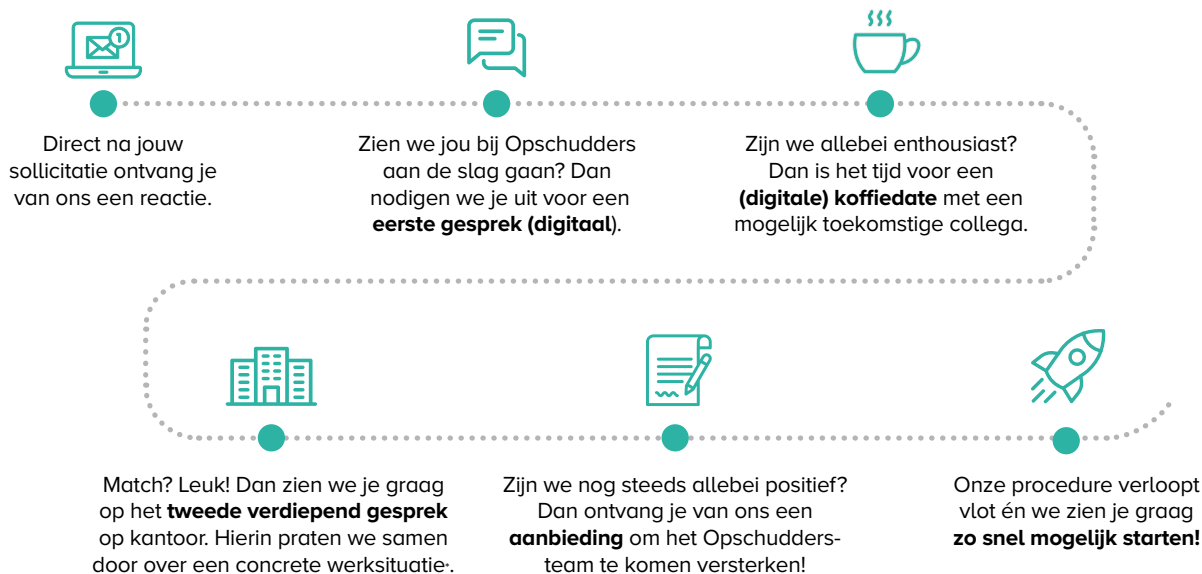 1
Direct na jouw
sollicitatie ontvang je
van ons een reactie.
Zien we jou bij Opschudders
aan de slag gaan? Dan
nodigen we je uit voor een
eerste gesprek (digitaal).
Zijn we allebei enthousiast?
Dan is het tijd voor een
(digitale) koffiedate met een
mogelijk toekomstige collega.
Match? Leuk! Dan zien we je graag
op het tweede verdiepend gesprek
op kantoor. Hierin praten we samen
door over een concrete werksituatie*.
Zijn we nog steeds allebei positief?
Dan ontvang je van ons een
aanbieding om het Opschudders-
team te komen versterken!
Onze procedure verloopt
vlot én we zien je graag
zo snel mogelijk starten!